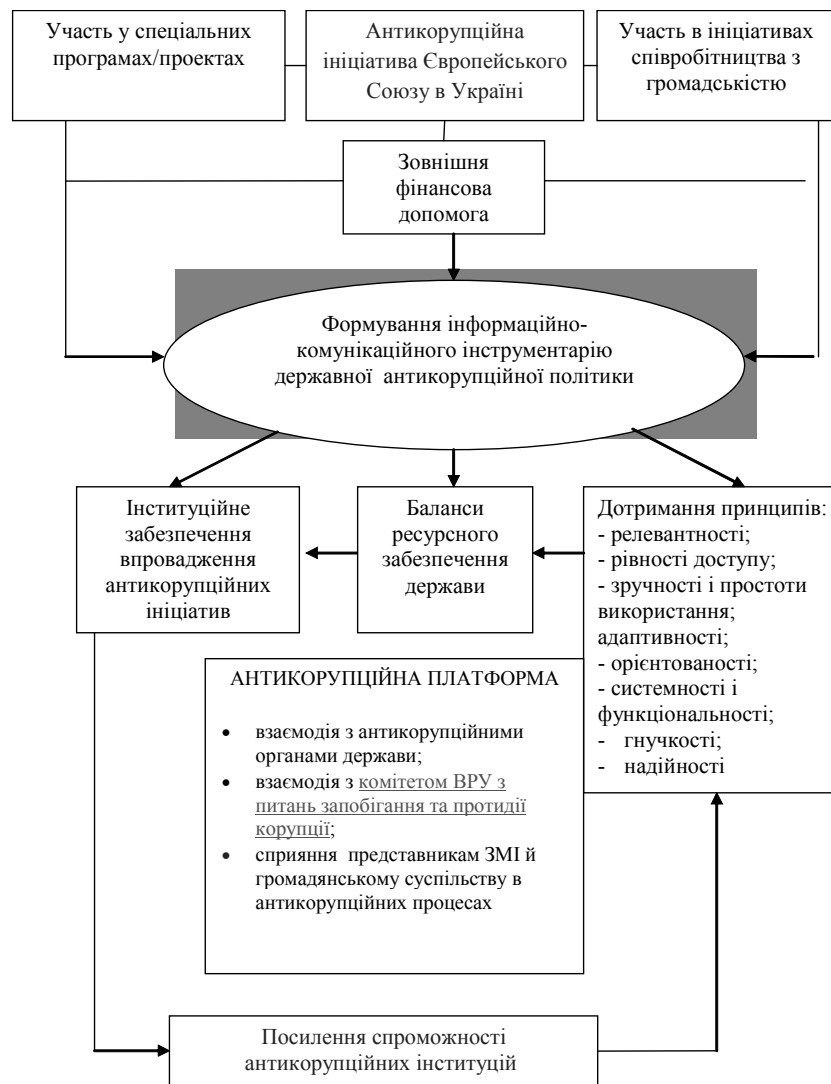 Участь у спеціальних
програмах/проектах
Антикорупційна
ініціатива Європейського
Союзу в Україні
Участь в ініціативах
співробітництва з
громадськістю
Зовнішня
фінансова
допомога
Формування інформаційно-
комунікаційного інструментарію
державної антикорупційної політики
Інституційне
забезпечення
впровадження
антикорупційних
ініціатив
Баланси
ресурсного
забезпечення
держави
Дотримання принципів:
- релевантності;
- рівності доступу;
- зручності і простоти
використання;
адаптивності;
- орієнтованості;
- системності і
функціональності;
- гнучкості;
- надійності
АНТИКОРУПЦІЙНА ПЛАТФОРМА
• взаємодія з антикорупційними
органами держави;
• взаємодія з комітетом ВРУ з
питань запобігання та протидії
корупції;
• сприяння представникам ЗМІ й
громадянському суспільству в
антикорупційних процесах
Посилення спроможності
антикорупційних інституцій